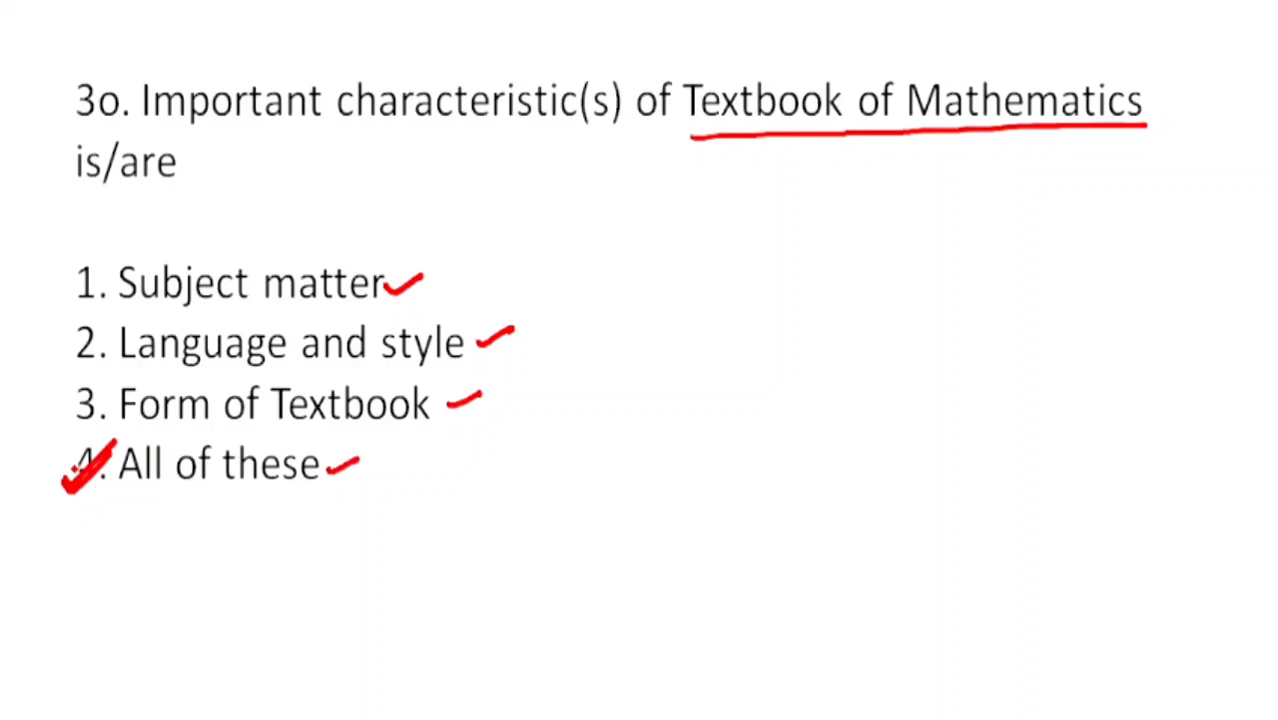 3o. Important characteristic(s) of Textbook of Mathematics
is/are
1. Subject matter
2. Language and style
3. Form of Textbook
4. All of these